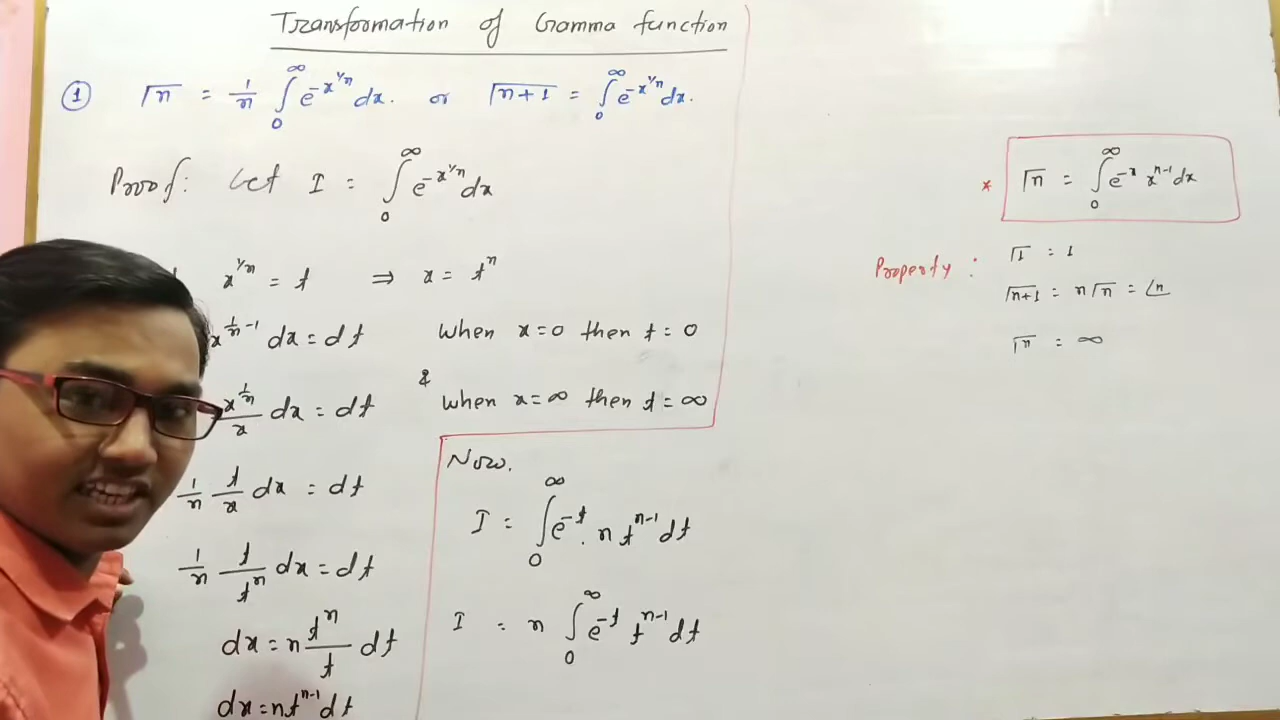 Transformation of Gamma function
① Γn = 1/n ∫₀^∞ e^(-x^(1/n)) dx. or Γ(n+1) = ∫₀^∞ e^(-x^(1/n)) dx.
Proof: Let I = ∫₀^∞ e^(-x^(1/n)) dx
x^(1/n) = t ⇒ x = t^n
x^(1/n - 1) dx = dt
x^(1/n)/x dx = dt
1/n t/x dx = dt
1/n t/t^n dx = dt
dx = n t^n/t dt
dx = n t^(n-1) dt
when x = 0 then t = 0
& when x = ∞ then t = ∞
Now.
I = ∫₀^∞ e^(-t) . n t^(n-1) dt
I = n ∫₀^∞ e^(-t) t^(n-1) dt
* Γn = ∫₀^∞ e^(-x) x^(n-1) dx
Property : Γ1 = 1
Γ(n+1) = nΓn = ∠n
Γn = ∞